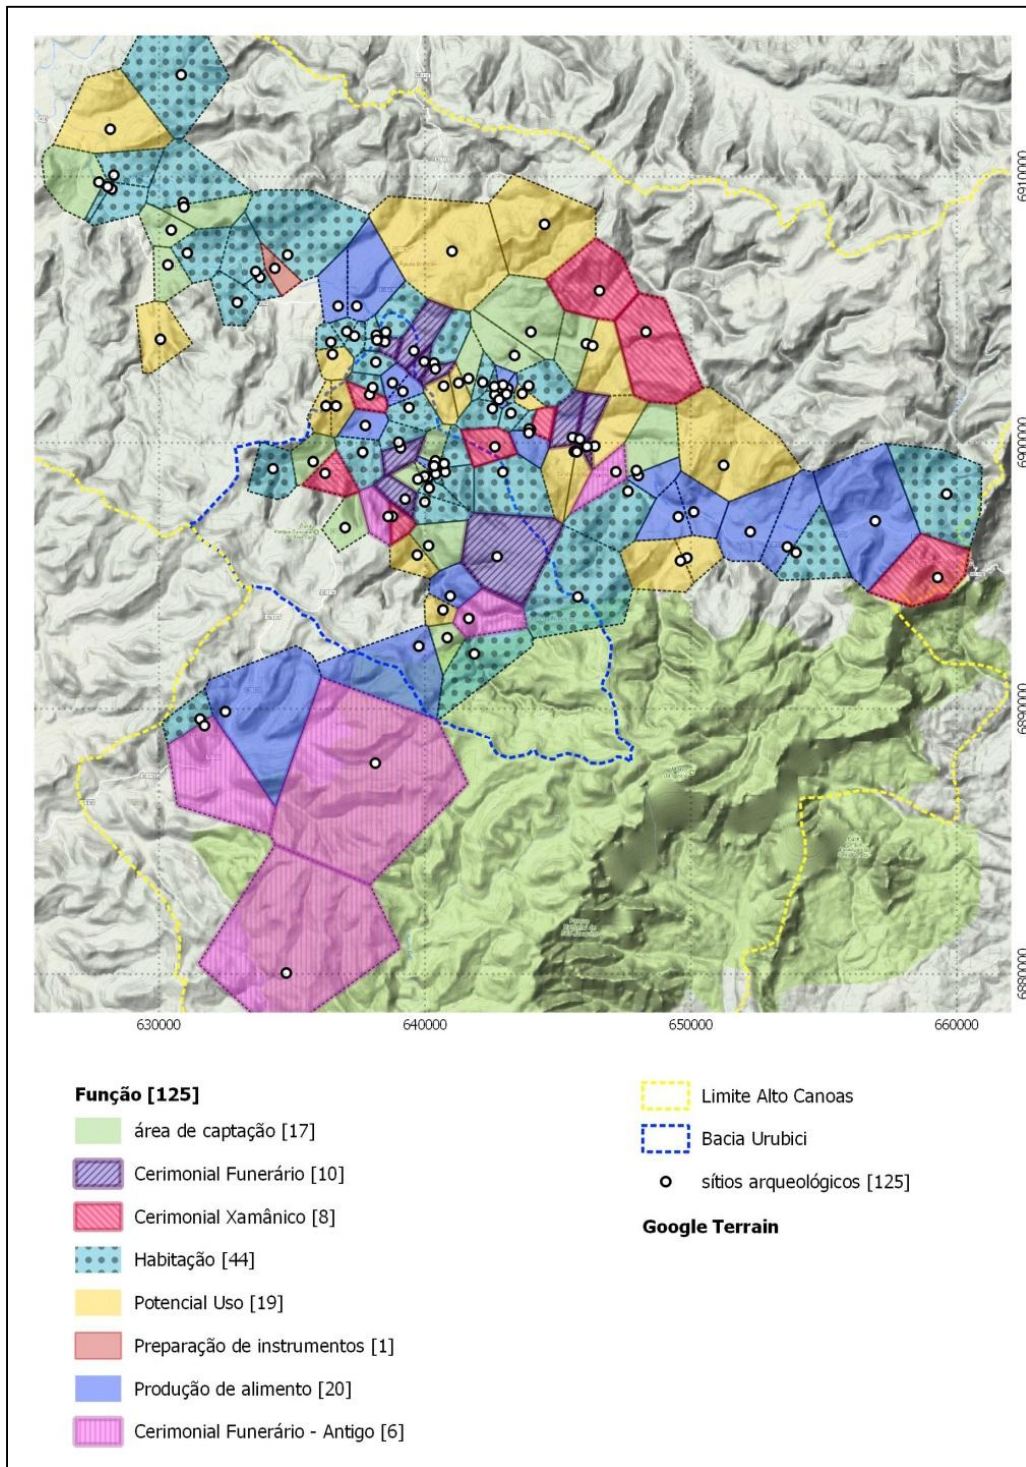 6910000
6900000
6890000
6880000
630000
640000
650000
660000
Função [125]
área de captação [17]
Cerimonial Funerário [10]
Cerimonial Xamânico [8]
Habitação [44]
Potencial Uso [19]
Preparação de instrumentos [1]
Produção de alimento [20]
Cerimonial Funerário - Antigo [6]
Limite Alto Canoas
Bacia Urubici
sítios arqueológicos [125]
Google Terrain